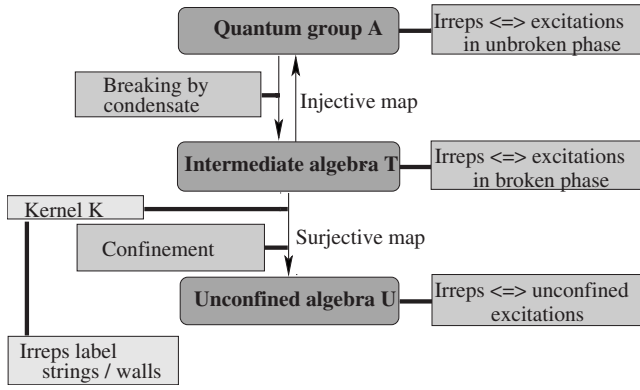 Quantum group A
Irreps <=> excitations
in unbroken phase
Breaking by
condensate
Injective map
Intermediate algebra T
Irreps <=> excitations
in broken phase
Kernel K
Confinement
Surjective map
Unconfined algebra U
Irreps <=> unconfined
excitations
Irreps label
strings / walls